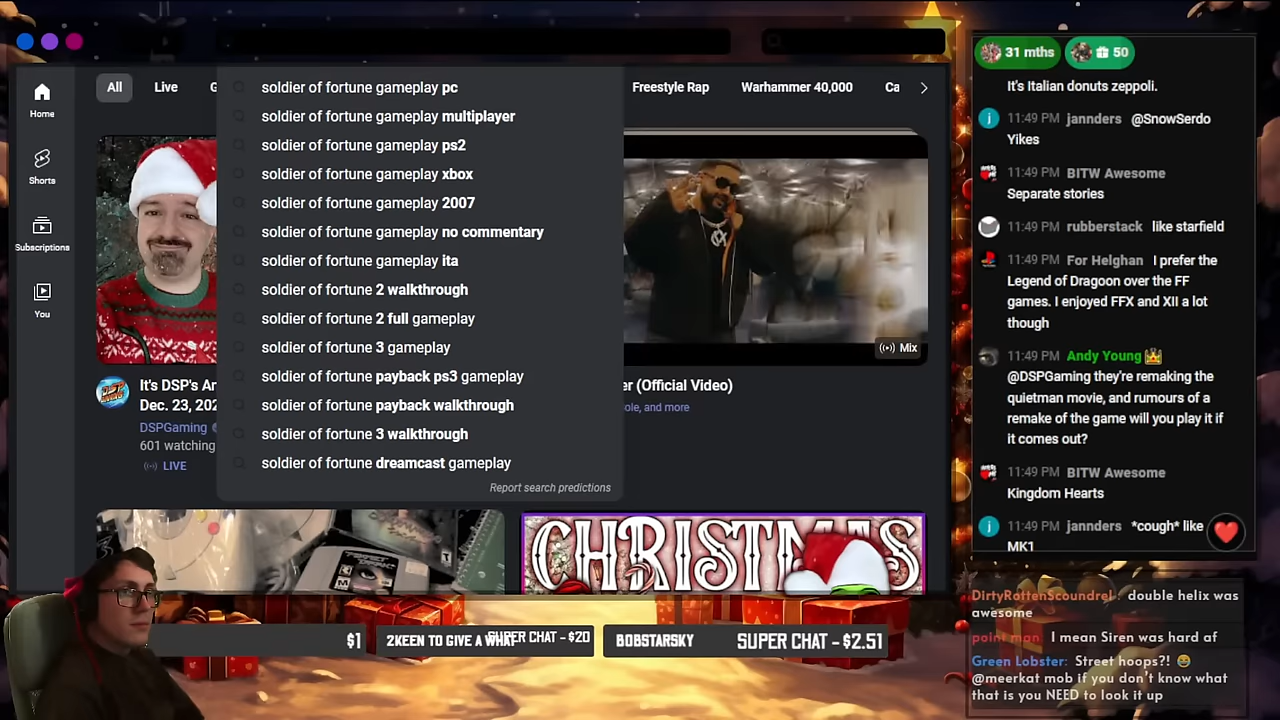 Home
Shorts
Subscriptions
You
All
Live
G
Freestyle Rap
Warhammer 40,000
Ca
soldier of fortune gameplay pc
soldier of fortune gameplay multiplayer
soldier of fortune gameplay ps2
soldier of fortune gameplay xbox
soldier of fortune gameplay 2007
soldier of fortune gameplay no commentary
soldier of fortune gameplay ita
soldier of fortune 2 walkthrough
soldier of fortune 2 full gameplay
soldier of fortune 3 gameplay
soldier of fortune payback ps3 gameplay
soldier of fortune payback walkthrough
soldier of fortune 3 walkthrough
soldier of fortune dreamcast gameplay
Report search predictions
It's DSP's Ar
Dec. 23, 202
DSPGaming
601 watching
LIVE
Mix
er (Official Video)
ole, and more
CHRISTMAS
$1
2KEEN TO GIVE A WHAT
SUPER CHAT - $20
BOBSTARSKY
SUPER CHAT - $2.51
31 mths
50
It's Italian donuts zeppoli.
11:49 PM jannders @SnowSerdo
Yikes
11:49 PM BITW Awesome
Separate stories
11:49 PM rubberstack like starfield
11:49 PM For Helghan I prefer the
Legend of Dragoon over the FF
games. I enjoyed FFX and XII a lot
though
11:49 PM Andy Young
@DSPGaming they're remaking the
quietman movie, and rumours of a
remake of the game will you play it if
it comes out?
11:49 PM BITW Awesome
Kingdom Hearts
11:49 PM jannders *cough* like
MK1
DirtyRottenScoundrel: double helix was
awesome
point man: I mean Siren was hard af
Green Lobster: Street hoops?! 😂
@meerkat mob if you don't know what
that is you NEED to look it up